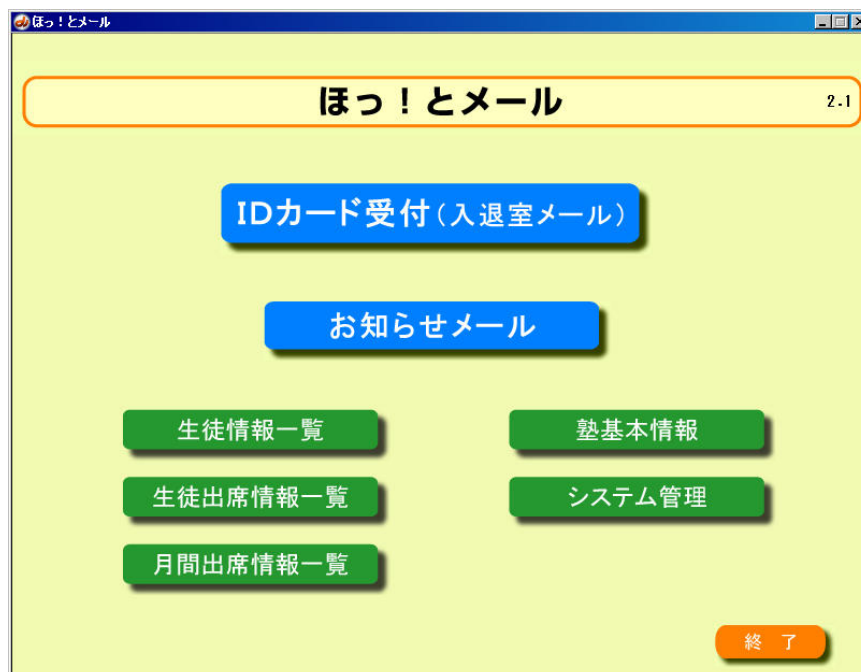 ほっ!とメール
ほっ!とメール
2.1
IDカード受付(入退室メール)
お知らせメール
生徒情報一覧
塾基本情報
生徒出席情報一覧
システム管理
月間出席情報一覧
終 了